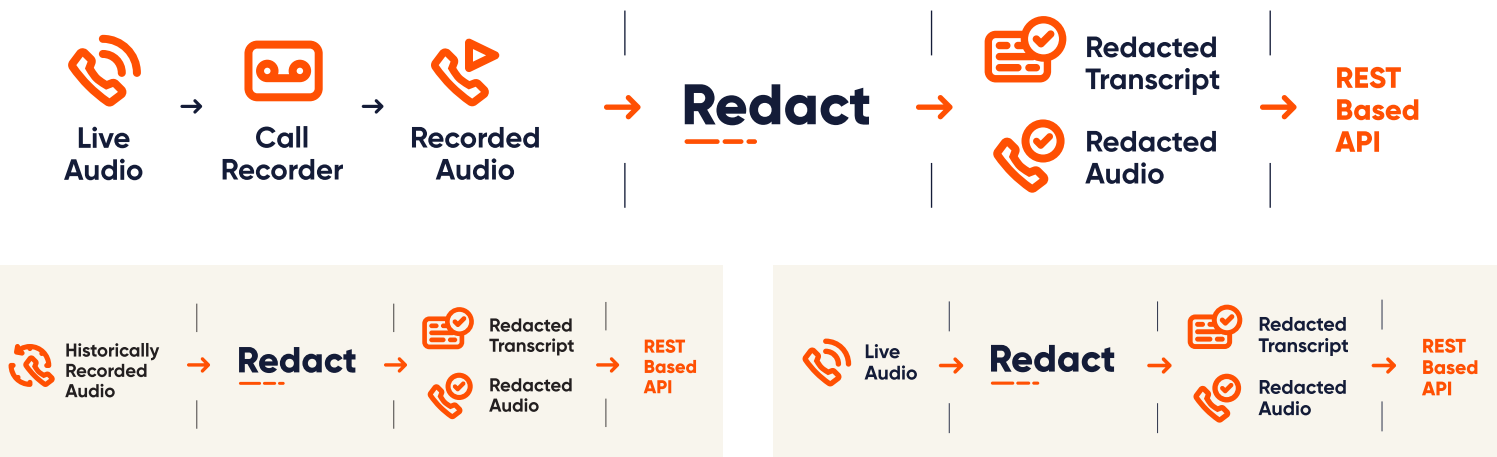 Live
Audio
Call
Recorder
Recorded
Audio
Redact
Redacted
Transcript
Redacted
Audio
REST
Based
API
Historically
Recorded
Audio
Redact
Redacted
Transcript
Redacted
Audio
REST
Based
API
Live
Audio
Redact
Redacted
Transcript
Redacted
Audio
REST
Based
API